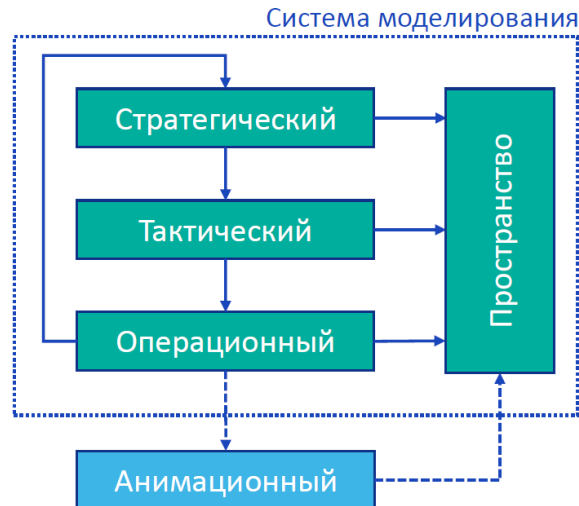 Система моделирования
Стратегический
Тактический
Операционный
Пространство
Анимационный